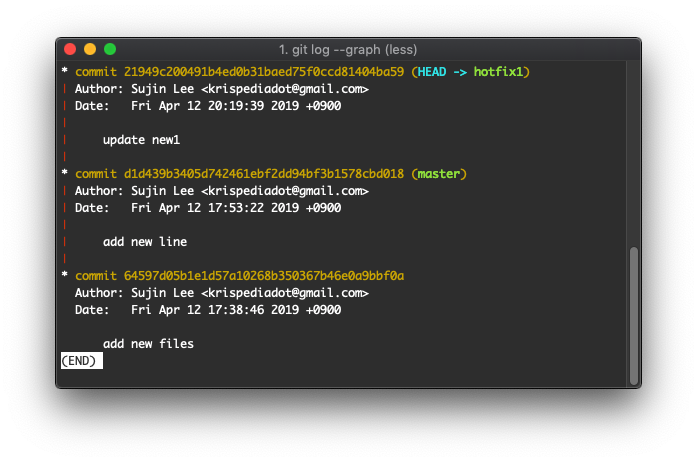 1. git log --graph (less)
* commit 21949c200491b4ed0b31baed75f0ccd81404ba59 (HEAD -> hotfix1)
| Author: Sujin Lee <krispediadot@gmail.com>
| Date:   Fri Apr 12 20:19:39 2019 +0900
|
|     update new1
|
* commit d1d439b3405d742461ebf2dd94bf3b1578cbd018 (master)
| Author: Sujin Lee <krispediadot@gmail.com>
| Date:   Fri Apr 12 17:53:22 2019 +0900
|
|     add new line
|
* commit 64597d05b1e1d57a10268b350367b46e0a9bbf0a
  Author: Sujin Lee <krispediadot@gmail.com>
  Date:   Fri Apr 12 17:38:46 2019 +0900

      add new files
(END)